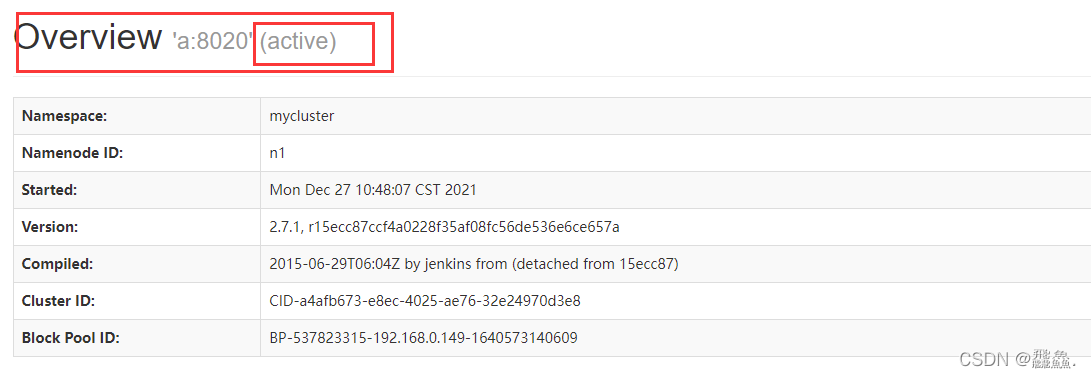 Overview 'a:8020' (active)
Namespace: mycluster
Namenode ID: n1
Started: Mon Dec 27 10:48:07 CST 2021
Version: 2.7.1, r15ecc87ccf4a0228f35af08fc56de536e6ce657a
Compiled: 2015-06-29T06:04Z by jenkins from (detached from 15ecc87)
Cluster ID: CID-a4afb673-e8ec-4025-ae76-32e24970d3e8
Block Pool ID: BP-537823315-192.168.0.149-1640573140609
CSDN @